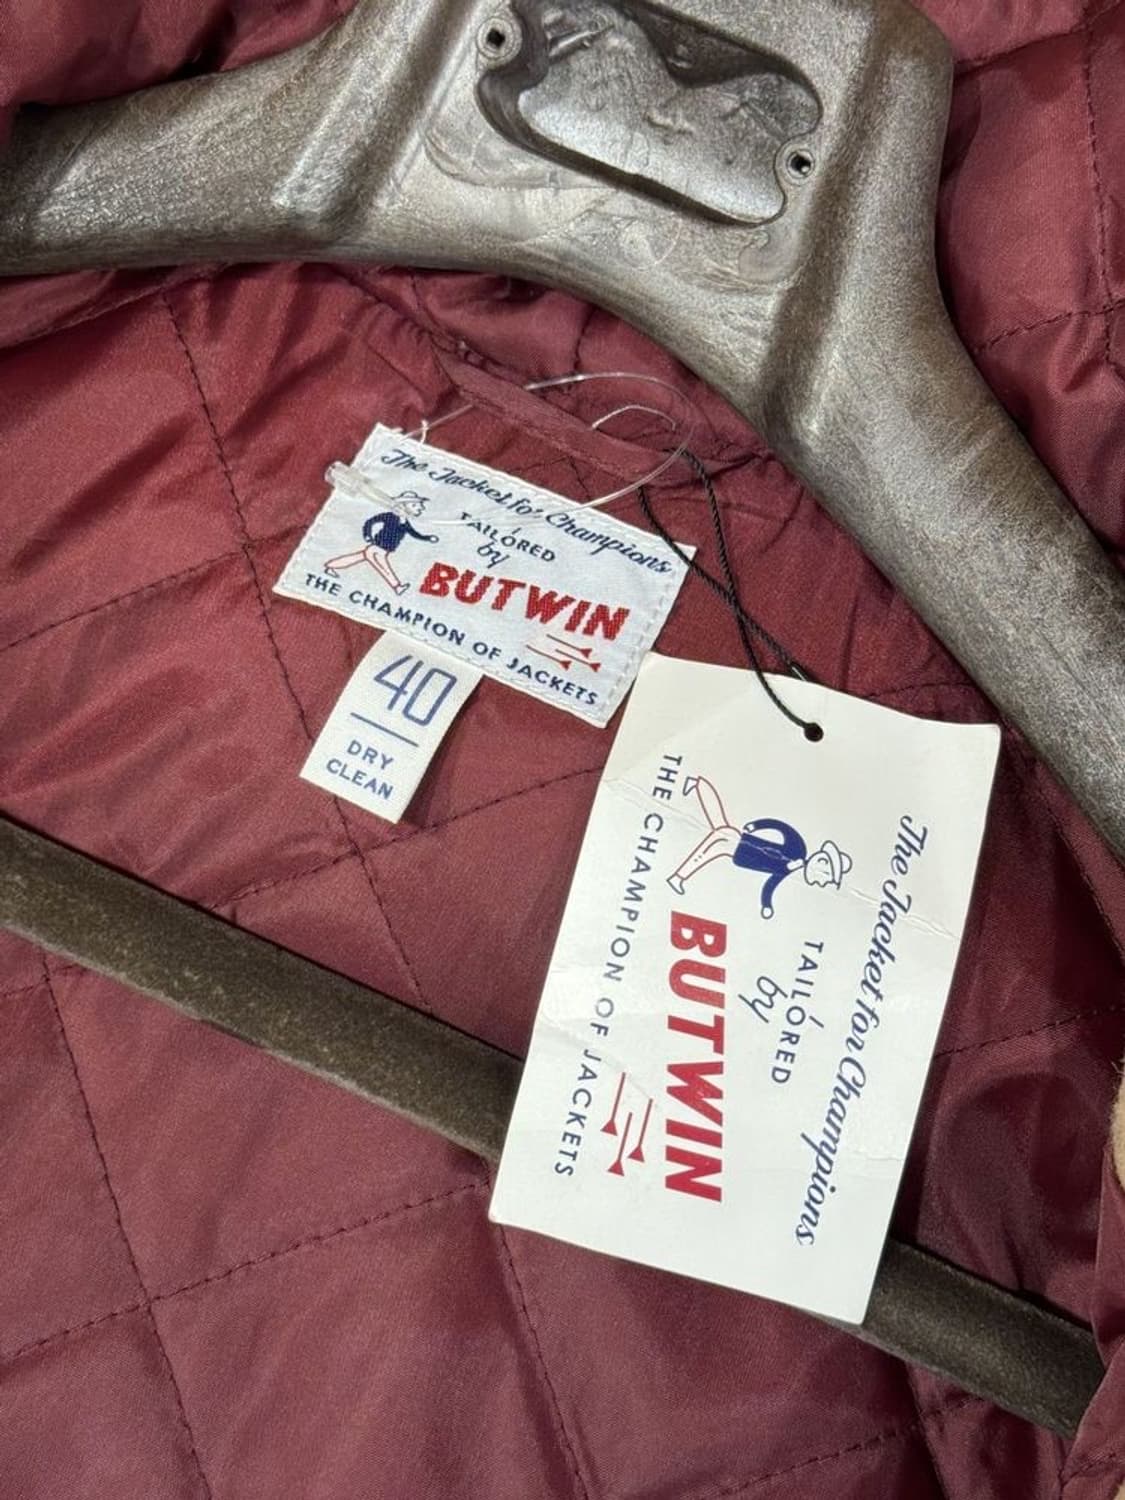 The Jacket for Champions
TAILORED
by
BUTWIN
THE CHAMPION OF JACKETS
40
DRY
CLEAN
The Jacket for Champions
TAILORED
by
BUTWIN
THE CHAMPION OF JACKETS